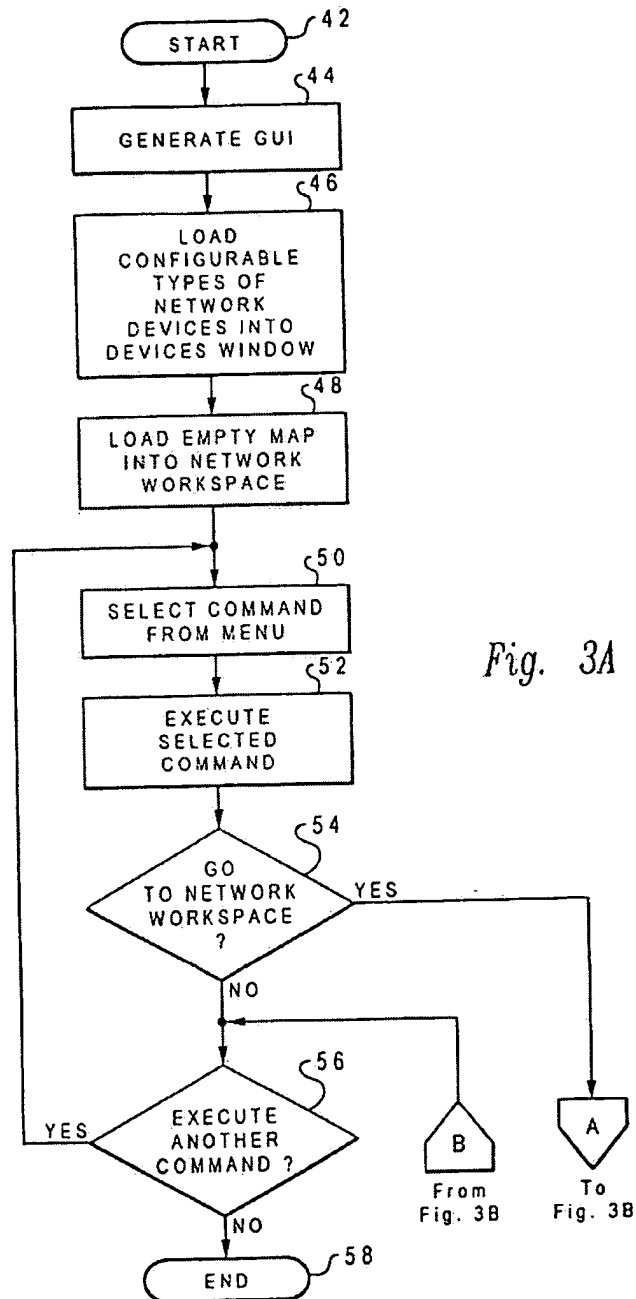 42
START
44
GENERATE GUI
46
LOAD
CONFIGURABLE
TYPES OF
NETWORK
DEVICES INTO
DEVICES WINDOW
48
LOAD EMPTY MAP
INTO NETWORK
WORKSPACE
50
SELECT COMMAND
FROM MENU
Fig. 3A
52
EXECUTE
SELECTED
COMMAND
54
GO
TO NETWORK
WORKSPACE
?
YES
NO
56
EXECUTE
ANOTHER
COMMAND ?
YES
NO
B
From
Fig. 3B
A
To
Fig. 3B
58
END